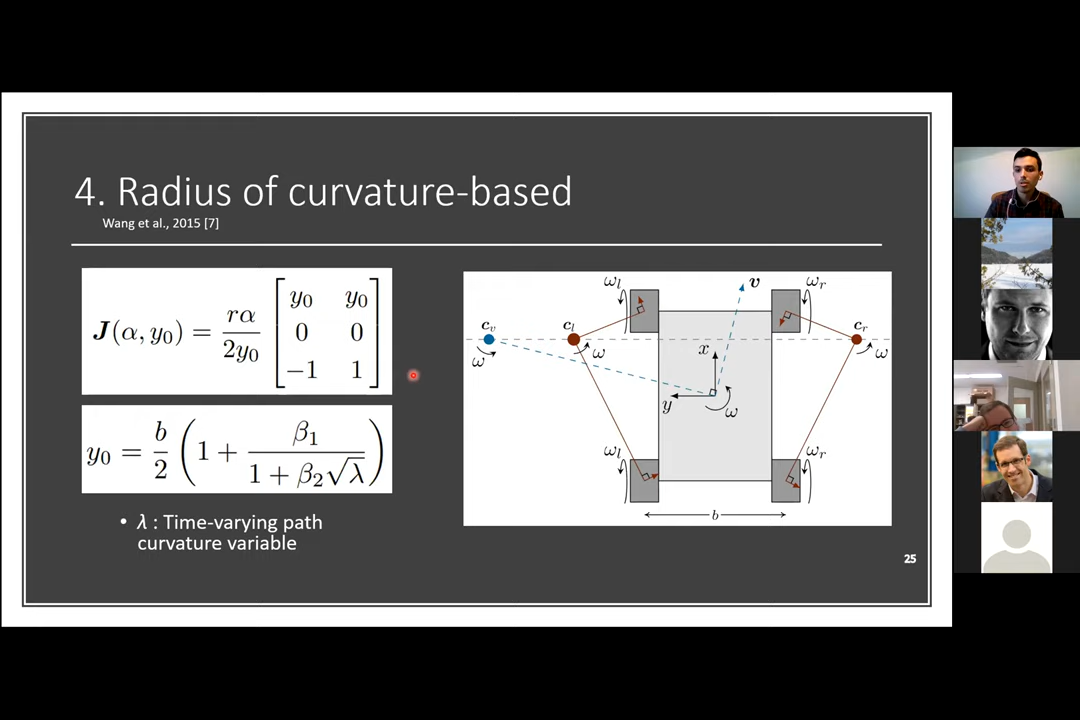 4. Radius of curvature-based
Wang et al., 2015 [7]
J(α, y₀) = rα / 2y₀ [ y₀ y₀
0 0
−1 1 ]
y₀ = b/2 (1 + β₁ / (1 + β₂√λ))
• λ : Time-varying path
curvature variable
ω_l
v
ω_r
c_v
c_l
c_r
ω
ω
ω
x
y
ω
ω_l
ω_r
b
25